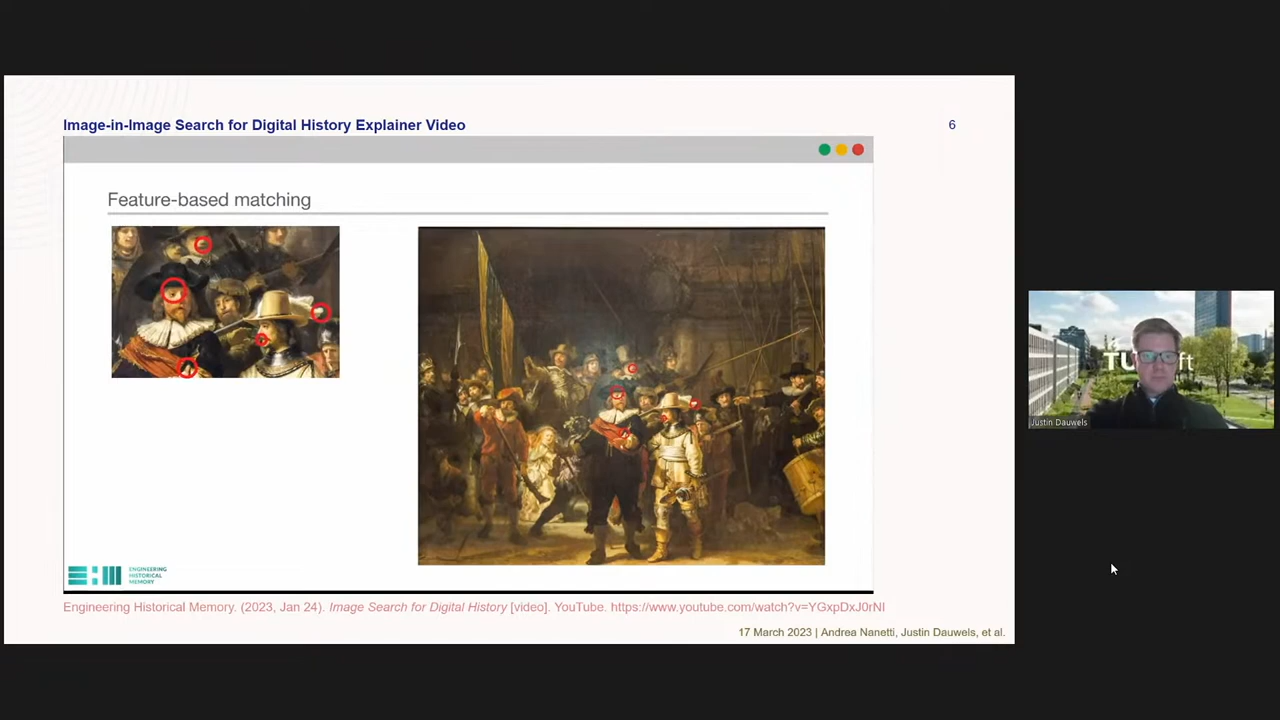 Image-in-Image Search for Digital History Explainer Video
6
Feature-based matching
ENGINEERING
HISTORICAL
MEMORY
Engineering Historical Memory. (2023, Jan 24). Image Search for Digital History [video]. YouTube. https://www.youtube.com/watch?v=YGxpDxJ0rNI
17 March 2023 | Andrea Nanetti, Justin Dauwels, et al.
TU ft
Justin Dauwels